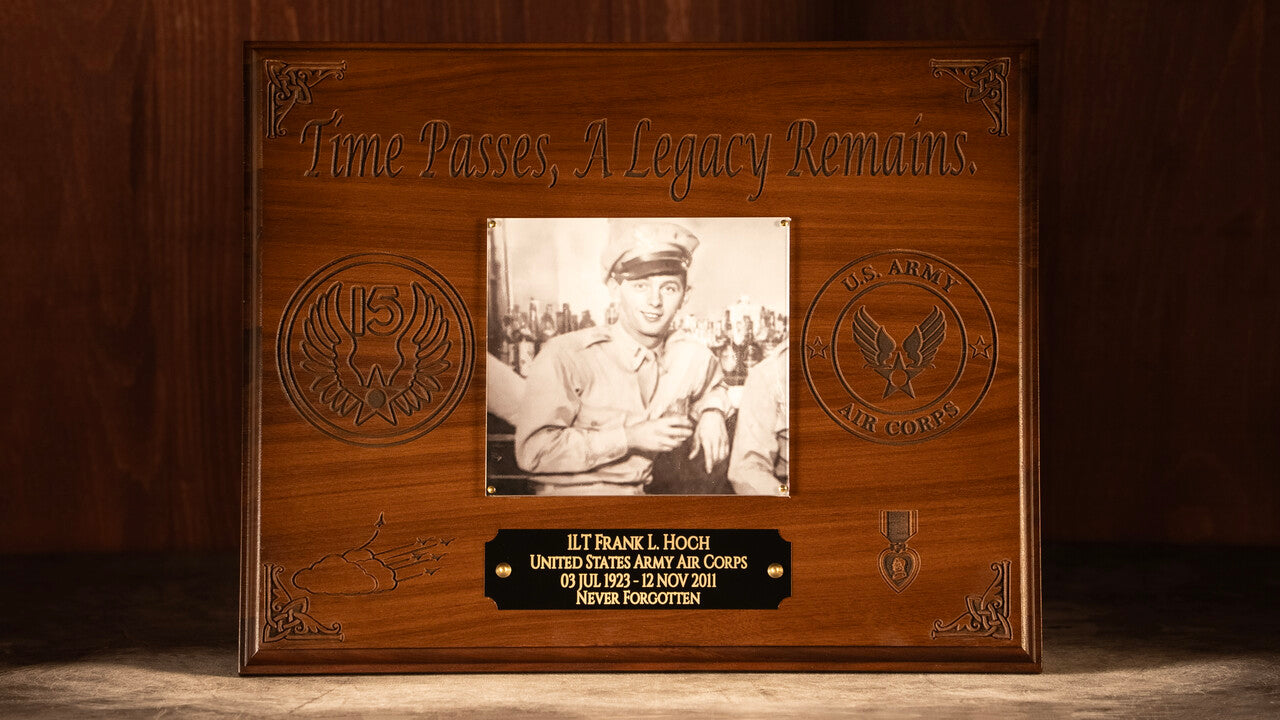 Time Passes, A Legacy Remains.
15
U.S. ARMY
AIR CORPS
1LT FRANK L. HOCH
UNITED STATES ARMY AIR CORPS
03 JUL 1923 - 12 NOV 2011
NEVER FORGOTTEN